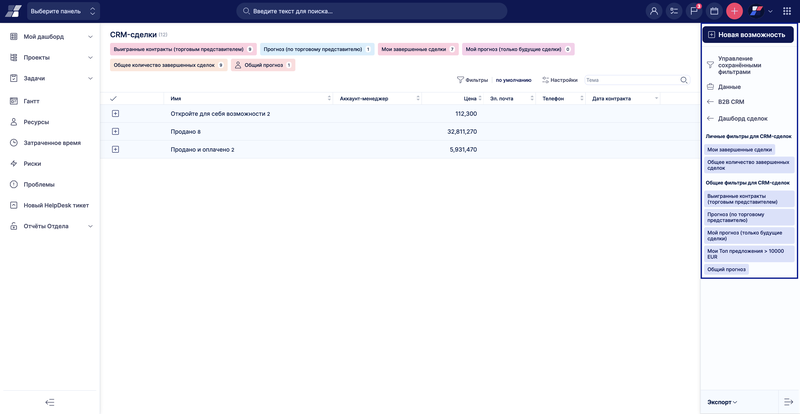 Выберите панель
Введите текст для поиска...
Мой дашборд
Проекты
Задачи
Гантт
Ресурсы
Затраченное время
Риски
Проблемы
Новый HelpDesk тикет
Отчёты Отдела
CRM-сделки (12)
Выигранные контракты (торговым представителем) 8
Прогноз (по торговому представителю) 1
Мои завершенные сделки 7
Мой прогноз (только будущие сделки) 0
Общее количество завершенных сделок 8
Общий прогноз 1
Фильтры
по умолчанию
Настройки
Тема
Имя Аккаунт-менеджер Цена Эл. почта Телефон Дата контракта
Откройте для себя возможности 2 112,300
Продано 8 32,811,270
Продано и оплачено 2 5,931,470
Новая возможность
Управление
сохранёнными
фильтрами
Данные
B2B CRM
Дашборд сделок
Личные фильтры для CRM-сделок
Мои завершенные сделки
Общее количество завершенных
сделок
Общие фильтры для CRM-сделок
Выигранные контракты
(торговым представителем)
Прогноз (по торговому
представителю)
Мой прогноз (только будущие
сделки)
Мои Топ предложения > 10000
EUR
Общий прогноз
Экспорт